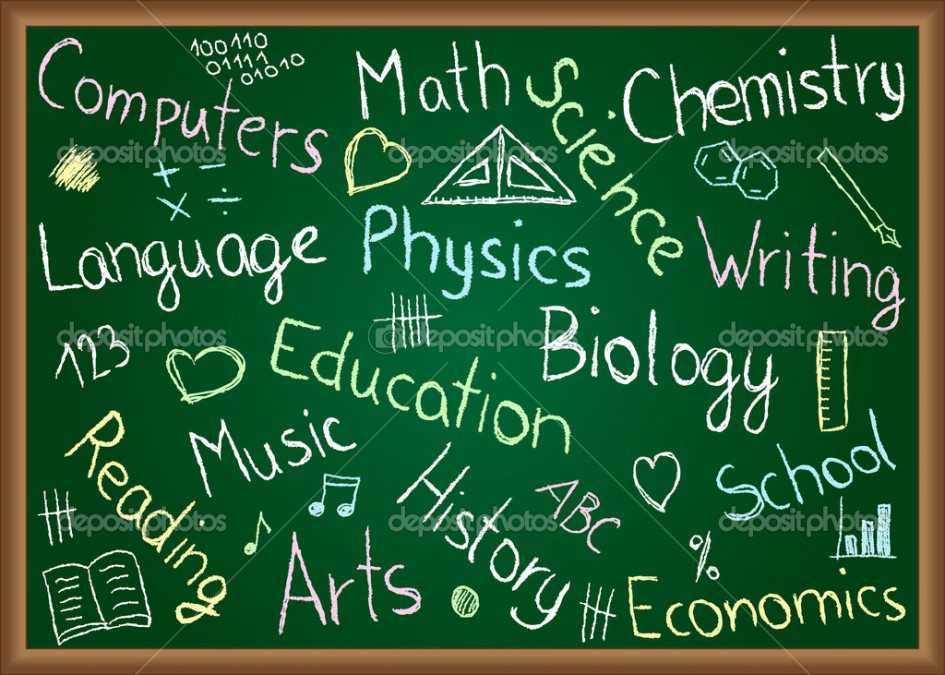 Computers
100110
01111
01010
Math
Science
Chemistry
depositphotos depositphotos depositphotos
Language
Physics
Writing
123
depositphotos depositphotos depositphotos
Education
Biology
Reading
Music
History
ABC
School
depositphotos depositphotos depositphotos
Arts
%
Economics